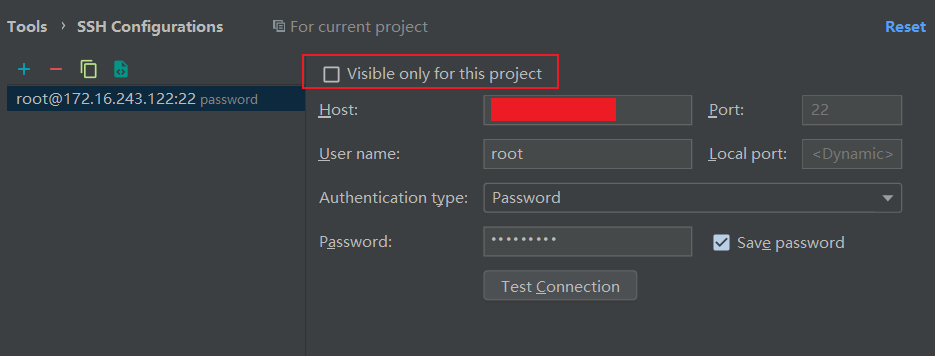 Tools › SSH Configurations For current project Reset
Visible only for this project
root@172.16.243.122:22 password
Host: Port: 22
User name: root Local port: <Dynamic>
Authentication type: Password
Password: ••••••••• Save password
Test Connection